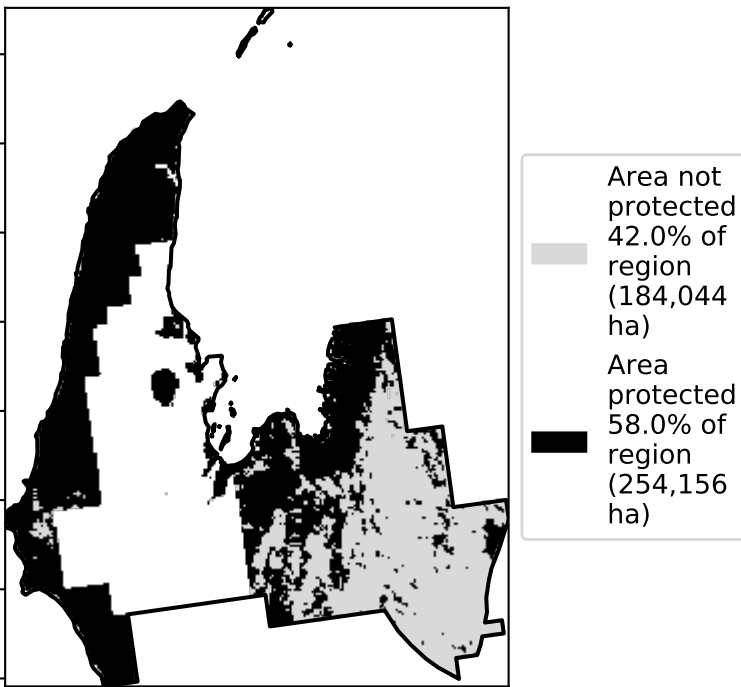 Area not
protected
42.0% of
region
(184,044
ha)
Area
protected
58.0% of
region
(254,156
ha)